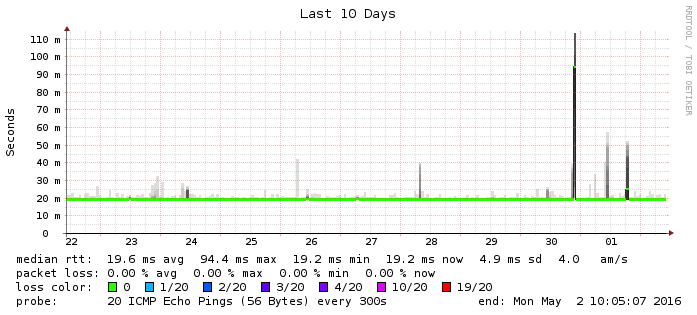 Last 10 Days
RRDTOOL / TOBI OETIKER
Seconds
110 m
100 m
90 m
80 m
70 m
60 m
50 m
40 m
30 m
20 m
10 m
0
22 23 24 25 26 27 28 29 30 01
median rtt: 19.6 ms avg 94.4 ms max 19.2 ms min 19.2 ms now 4.9 ms sd 4.0 am/s
packet loss: 0.00 % avg 0.00 % max 0.00 % min 0.00 % now
loss color: 0 1/20 2/20 3/20 4/20 10/20 19/20
probe: 20 ICMP Echo Pings (56 Bytes) every 300s end: Mon May 2 10:05:07 2016